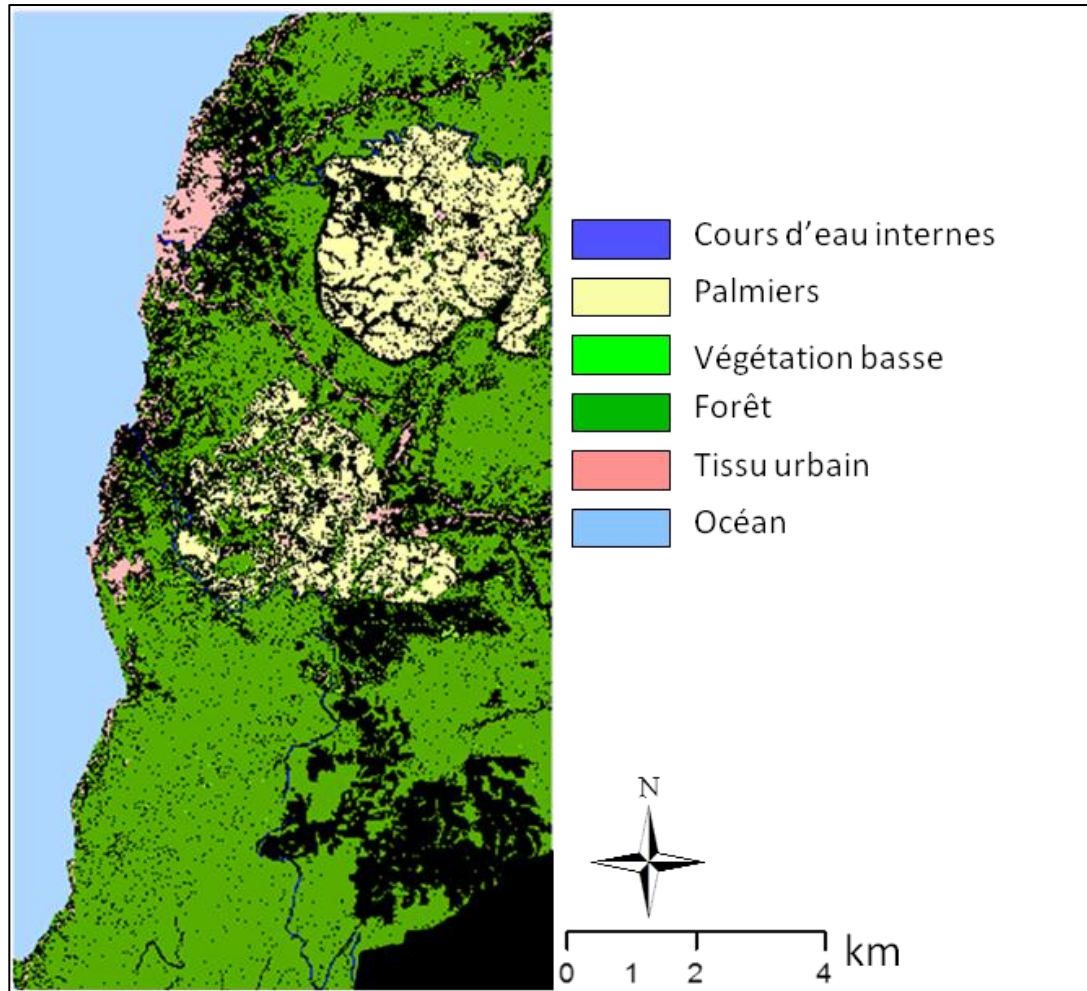 Cours d'eau internes
Palmiers
Végétation basse
Forêt
Tissu urbain
Océan
N
km
0 1 2 4